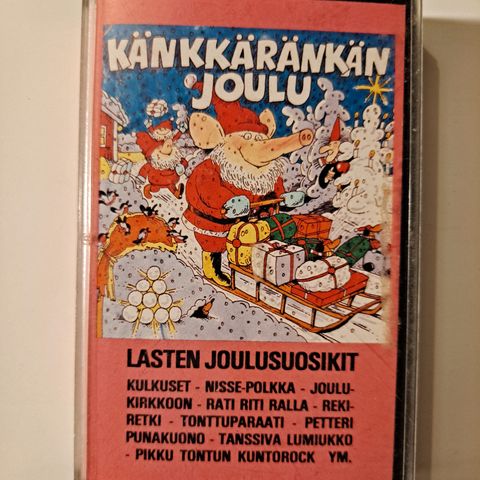 KÄNKKÄRÄNKÄN
JOULU
LASTEN JOULUSUOSIKIT
KULKUSET - NISSE-POLKKA - JOULU-
KIRKKOON - RATI RITI RALLA - REKI-
RETKI - TONTTUPARAATI - PETTERI
PUNAKUONO - TANSSIVA LUMIUKKO
- PIKKU TONTUN KUNTOROCK YM.